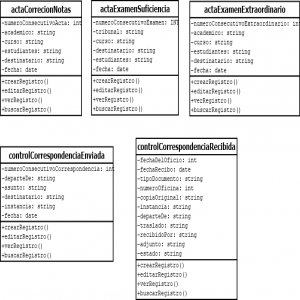 actaCorrecionNotas
-numeroConsecutivoActa: int
-academico: string
-curso: string
-estudiantes: string
-destinatario: string
-fecha: date
+crearRegistro()
+editarRegistro()
+verRegistro()
+buscarRegistro()
actaExamenSuficiencia
-numeroConsecutivoExamen: INT
-tribunal: string
-curso: string
-destinatario: string
-estudiantes: string
-fecha: date
+crearRegistro()
+editarRegistro()
+verRegistro()
+buscarRegistro()
actaExamenExtraordinario
-numeroConsecutivoExtraordinario: int
-academico: string
-curso: string
-estudiantes: string
-destinatario: string
-fecha: date
+crearRegistro()
+editarRegistro()
+verRegistro()
+buscarRegistro()
controlCorrespondenciaEnviada
-numeroConsecutivoCorrespondencia: int
-departeDe: string
-asunto: string
-destinatario: string
-instancia: string
-fecha: date
+crearRegistro()
+editarRegistro()
+verRegistro()
+buscarRegistro()
controlCorrespondenciaRecibida
-fechaDelOficio: int
-fechaRecibo: date
-tipoDocumento: string
-numeroOficina: int
-copiaOriginal: string
-instancia: string
-departeDe: string
-traslado: string
-recibidoPor: string
-adjunto: string
-estado: string
+crearRegistro()
+editarRegistro()
+verRegistro()
+buscarRegistro()